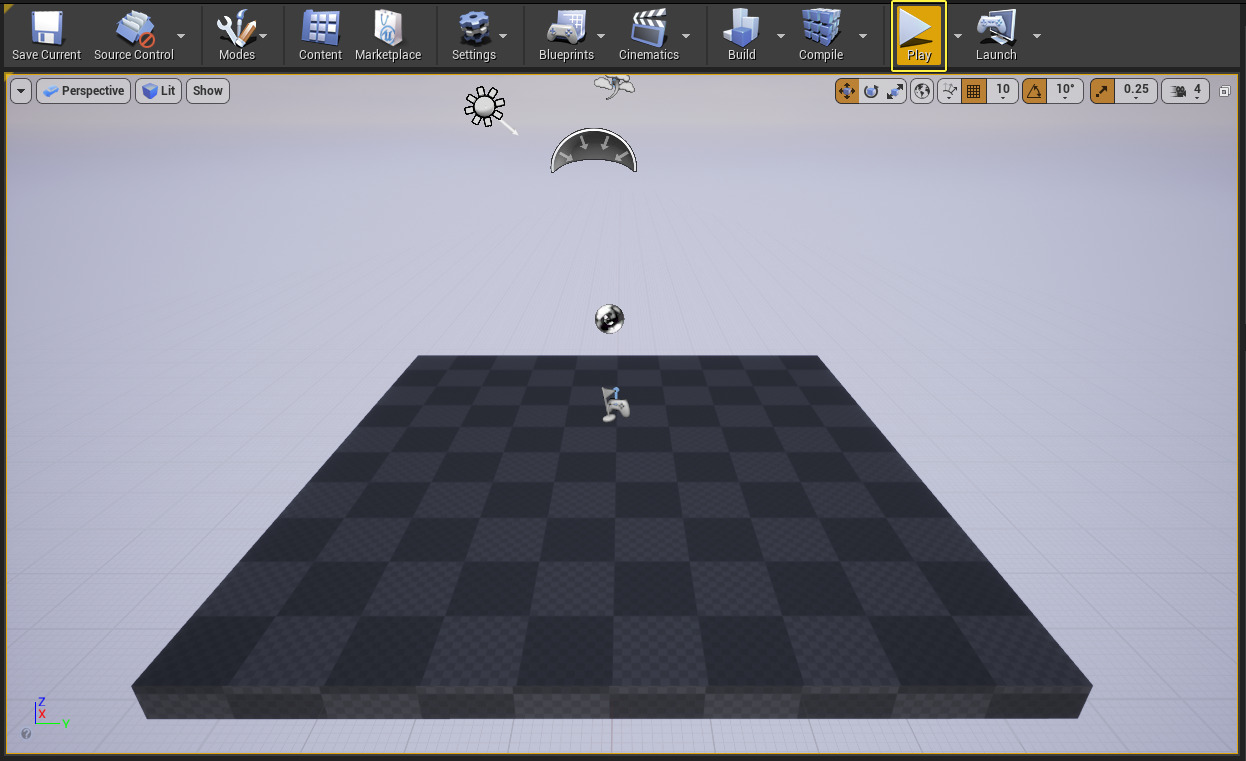 Save Current Source Control Modes Content Marketplace Settings Blueprints Cinematics Build Compile Play Launch
Perspective Lit Show 10 10° 0.25 4
Z
X
Y
?